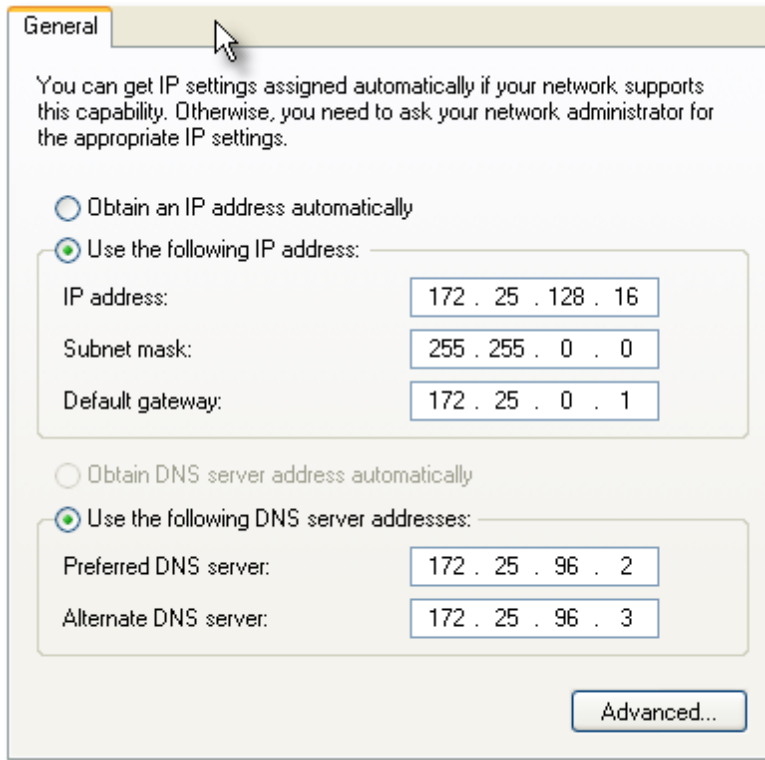 General
You can get IP settings assigned automatically if your network supports
this capability. Otherwise, you need to ask your network administrator for
the appropriate IP settings.
Obtain an IP address automatically
Use the following IP address:
IP address: 172 . 25 . 128 . 16
Subnet mask: 255 . 255 . 0 . 0
Default gateway: 172 . 25 . 0 . 1
Obtain DNS server address automatically
Use the following DNS server addresses:
Preferred DNS server: 172 . 25 . 96 . 2
Alternate DNS server: 172 . 25 . 96 . 3
Advanced...